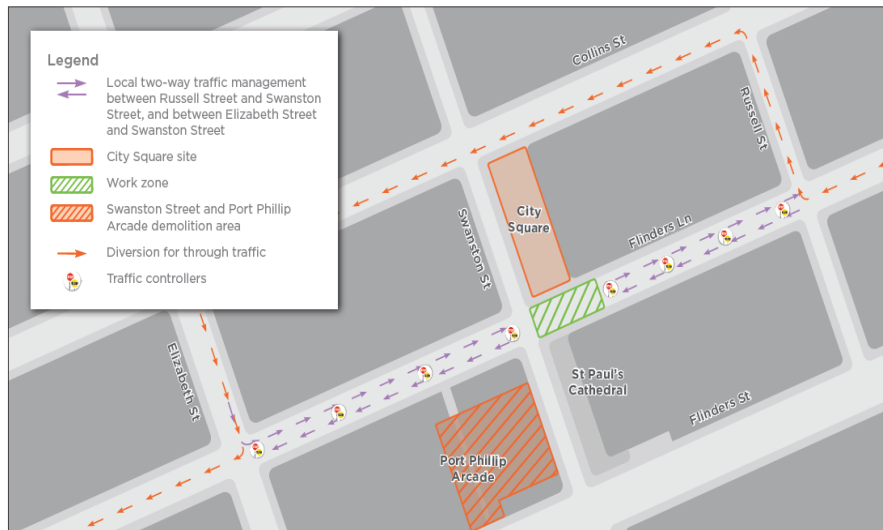 Legend
Local two-way traffic management
between Russell Street and Swanston
Street, and between Elizabeth Street
and Swanston Street
City Square site
Work zone
Swanston Street and Port Phillip
Arcade demolition area
Diversion for through traffic
Traffic controllers
Collins St
Russell St
City
Square
Swanston St
Flinders Ln
Elizabeth St
St Paul's
Cathedral
Flinders St
Port Phillip
Arcade